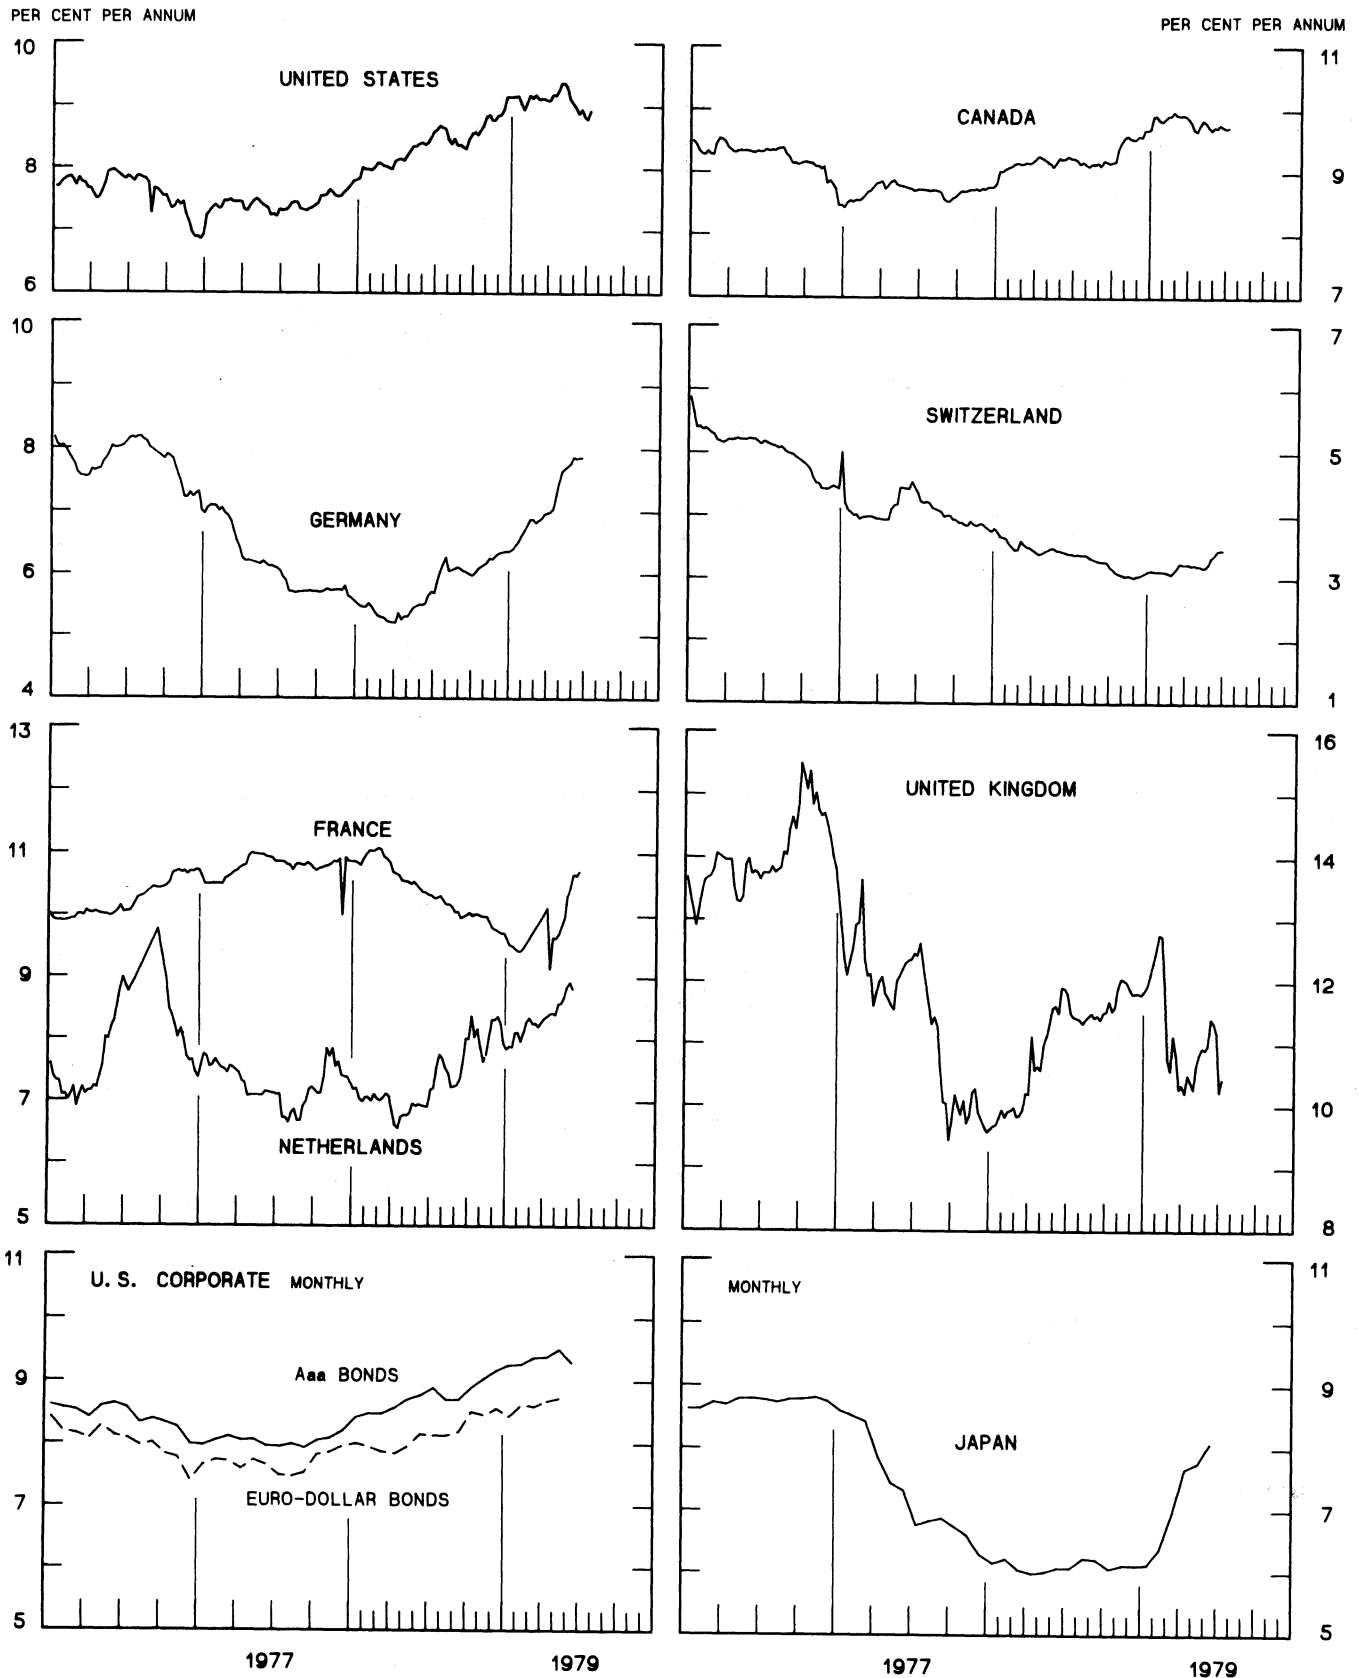 PER CENT PER ANNUM
PER CENT PER ANNUM
10
UNITED STATES
8
6
11
CANADA
9
7
10
8
GERMANY
6
4
7
SWITZERLAND
5
3
1
13
FRANCE
11
9
7
NETHERLANDS
5
16
UNITED KINGDOM
14
12
10
8
11
U.S. CORPORATE MONTHLY
Aaa BONDS
9
EURO-DOLLAR BONDS
7
5
1977 1979
11
MONTHLY
9
JAPAN
7
5
1977 1979